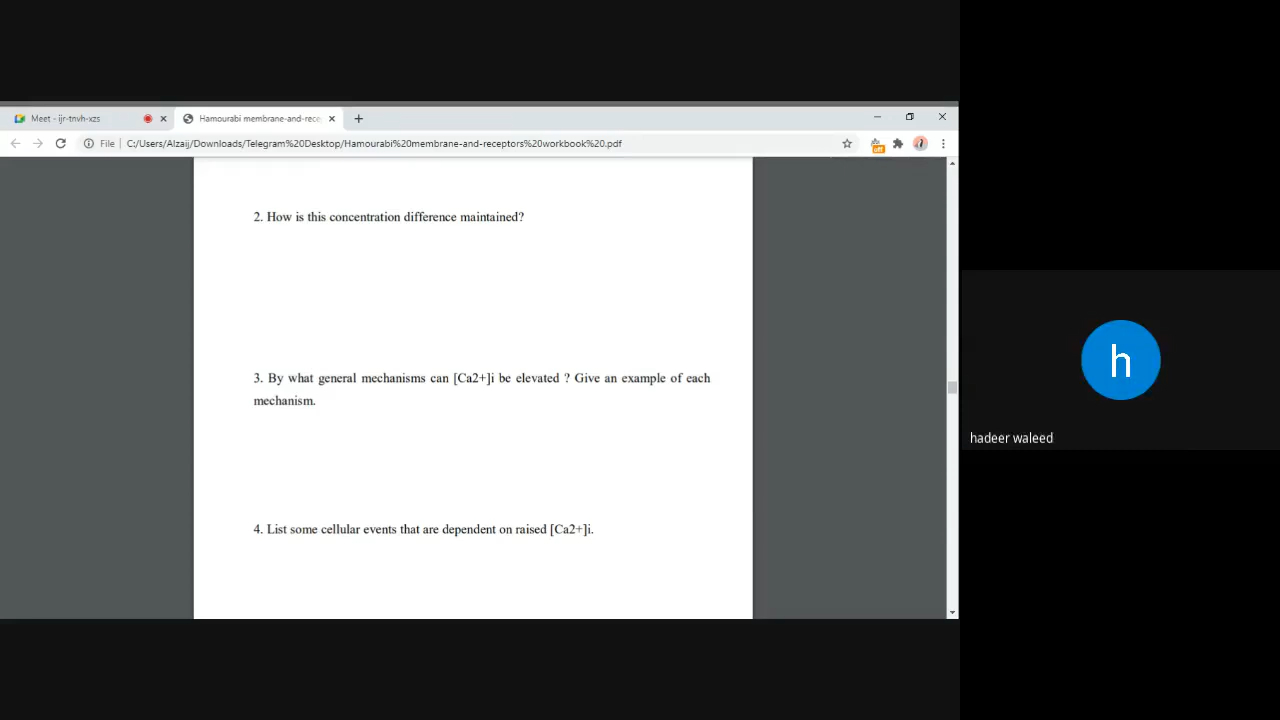 Meet - ijr-tnvh-xzs
Hamourabi membrane-and-rece
File
C:/Users/Alzaij/Downloads/Telegram%20Desktop/Hamourabi%20membrane-and-receptors%20workbook%20.pdf
off
2. How is this concentration difference maintained?
3. By what general mechanisms can [Ca2+]i be elevated ? Give an example of each
mechanism.
4. List some cellular events that are dependent on raised [Ca2+]i.
h
hadeer waleed